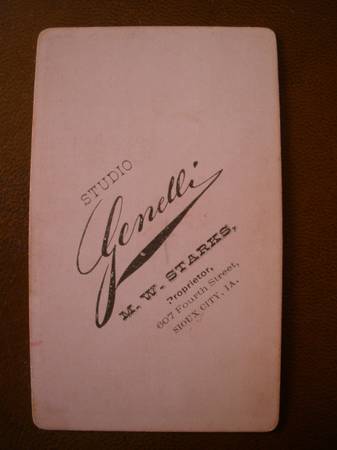 STUDIO
Genelli
M. W. STARKS,
Proprietor,
607 Fourth Street,
SIOUX CITY, IA.